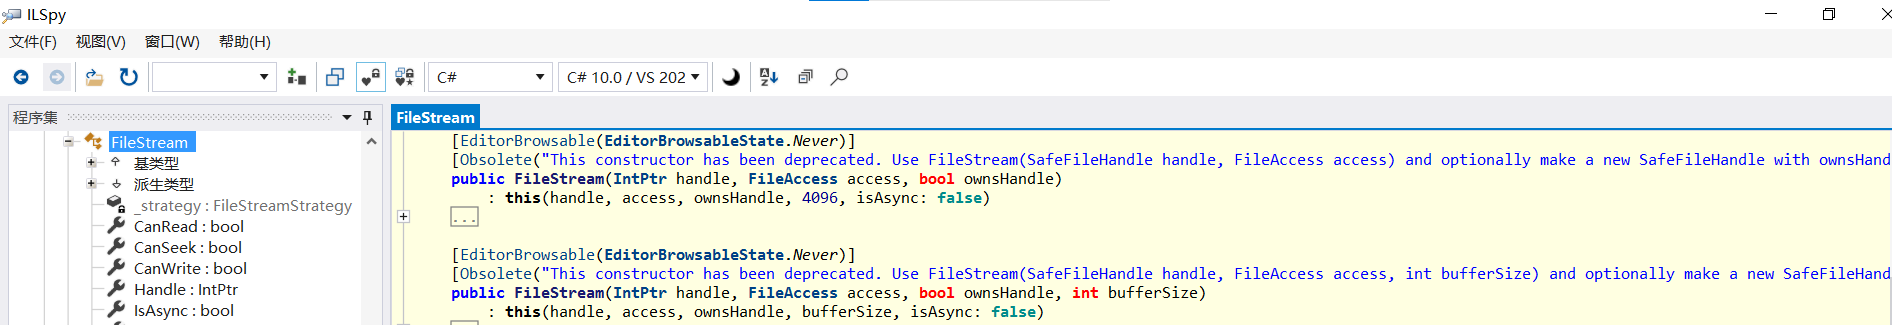 ILSpy
文件(F) 视图(V) 窗口(W) 帮助(H)
C# C# 10.0 / VS 202
程序集
FileStream
基类型
派生类型
_strategy : FileStreamStrategy
CanRead : bool
CanSeek : bool
CanWrite : bool
Handle : IntPtr
IsAsync : bool
FileStream
[EditorBrowsable(EditorBrowsableState.Never)]
[Obsolete("This constructor has been deprecated. Use FileStream(SafeFileHandle handle, FileAccess access) and optionally make a new SafeFileHandle with ownsHand
public FileStream(IntPtr handle, FileAccess access, bool ownsHandle)
: this(handle, access, ownsHandle, 4096, isAsync: false)
...
[EditorBrowsable(EditorBrowsableState.Never)]
[Obsolete("This constructor has been deprecated. Use FileStream(SafeFileHandle handle, FileAccess access, int bufferSize) and optionally make a new SafeFileHand
public FileStream(IntPtr handle, FileAccess access, bool ownsHandle, int bufferSize)
: this(handle, access, ownsHandle, bufferSize, isAsync: false)